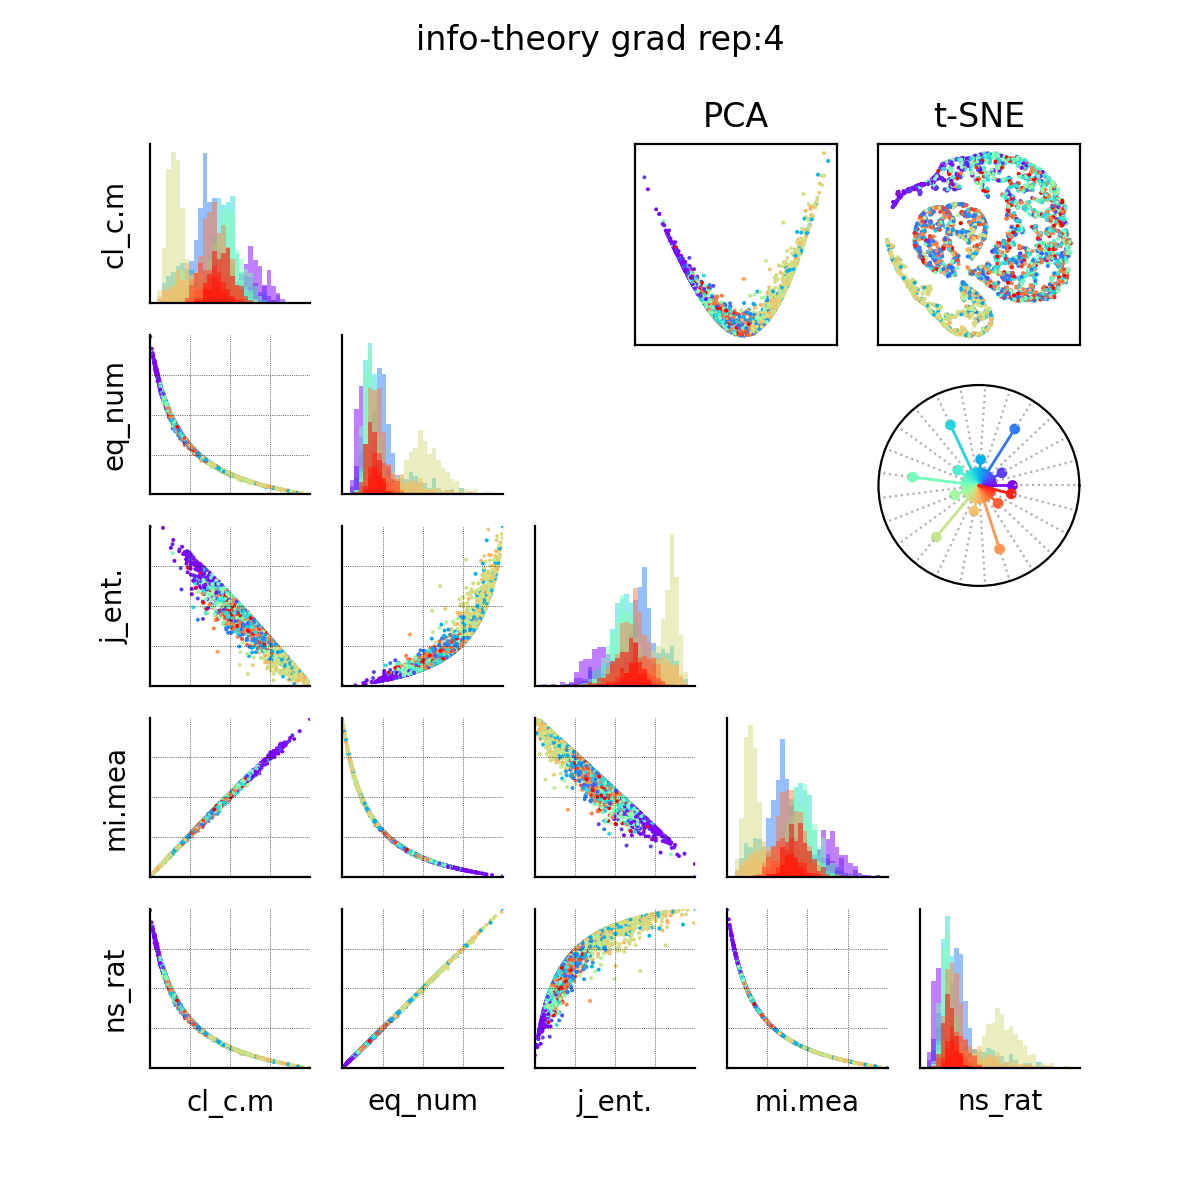 info-theory grad rep:4
PCA
t-SNE
cl_c.m
eq_num
j_ent.
mi.mea
ns_rat
cl_c.m
eq_num
j_ent.
mi.mea
ns_rat